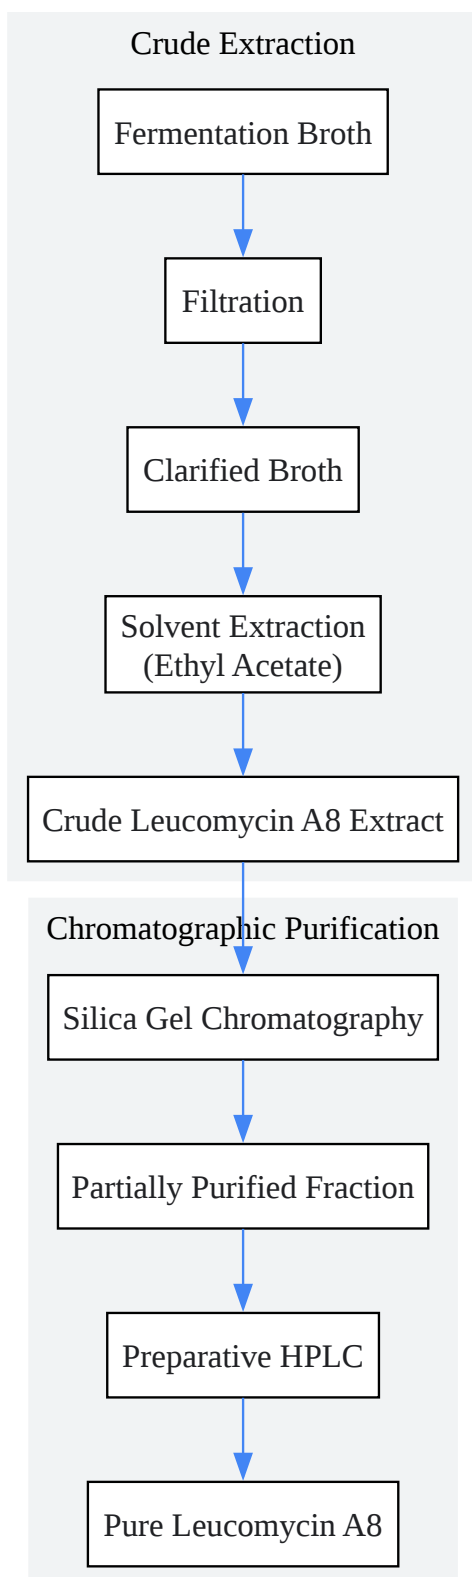 Crude Extraction
Fermentation Broth
Filtration
Clarified Broth
Solvent Extraction
(Ethyl Acetate)
Crude Leucomycin A8 Extract
Chromatographic Purification
Silica Gel Chromatography
Partially Purified Fraction
Preparative HPLC
Pure Leucomycin A8